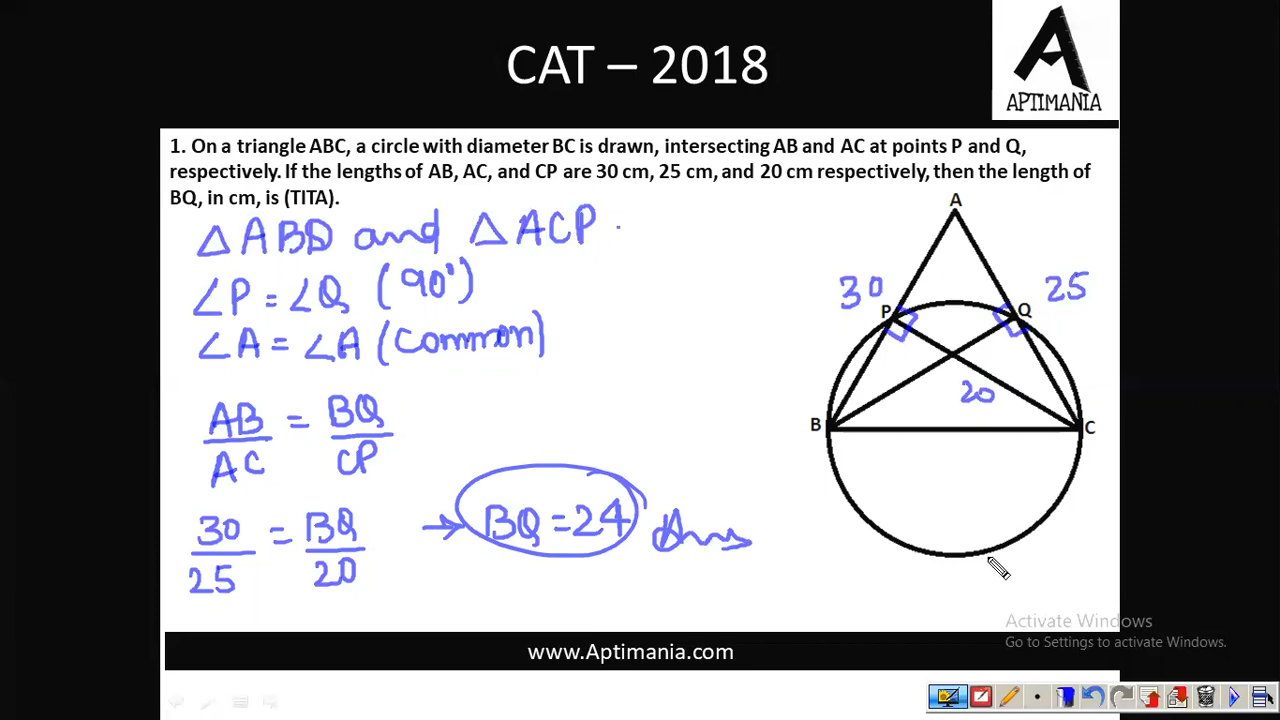 CAT – 2018
APTIMANIA
1. On a triangle ABC, a circle with diameter BC is drawn, intersecting AB and AC at points P and Q,
respectively. If the lengths of AB, AC, and CP are 30 cm, 25 cm, and 20 cm respectively, then the length of
BQ, in cm, is (TITA).
△ABQ and △ACP
∠P = ∠Q (90°)
∠A = ∠A (common)
AB/AC = BQ/CP
30/25 = BQ/20 → BQ = 24 Ans
A
30
25
P
Q
20
B
C
Activate Windows
Go to Settings to activate Windows.
www.Aptimania.com